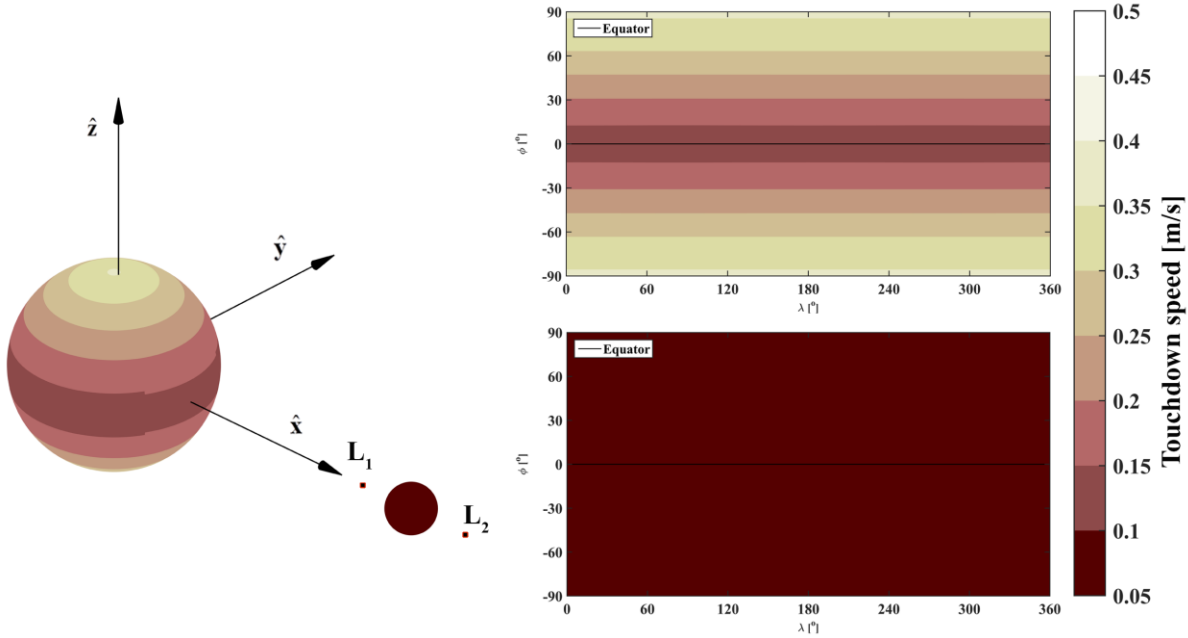 ẑ
ŷ
x̂
L₁
L₂
90
60
30
0
-30
-60
-90
ϕ [°]
Equator
0 60 120 180 240 300 360
λ [°]
90
60
30
0
-30
-60
-90
ϕ [°]
Equator
0 60 120 180 240 300 360
λ [°]
0.5
0.45
0.4
0.35
0.3
0.25
0.2
0.15
0.1
0.05
Touchdown speed [m/s]